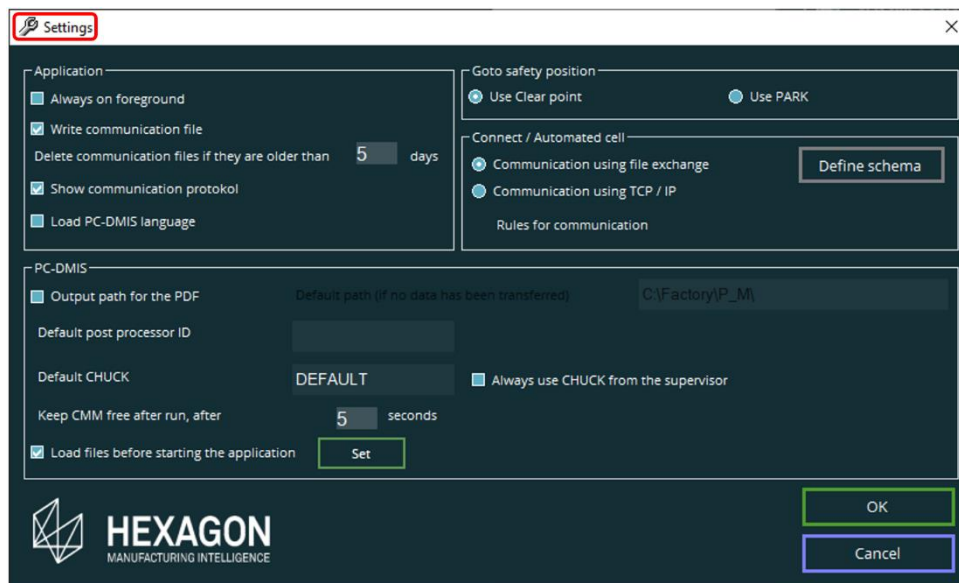 Settings
Application
Always on foreground
Write communication file
Delete communication files if they are older than 5 days
Show communication protokol
Load PC-DMIS language
Goto safety position
Use Clear point Use PARK
Connect / Automated cell
Communication using file exchange Define schema
Communication using TCP / IP
Rules for communication
PC-DMIS
Output path for the PDF Default path (if no data has been transferred) C:\Factory\P_M\
Default post processor ID
Default CHUCK DEFAULT Always use CHUCK from the supervisor
Keep CMM free after run, after 5 seconds
Load files before starting the application Set
HEXAGON
MANUFACTURING INTELLIGENCE
OK
Cancel